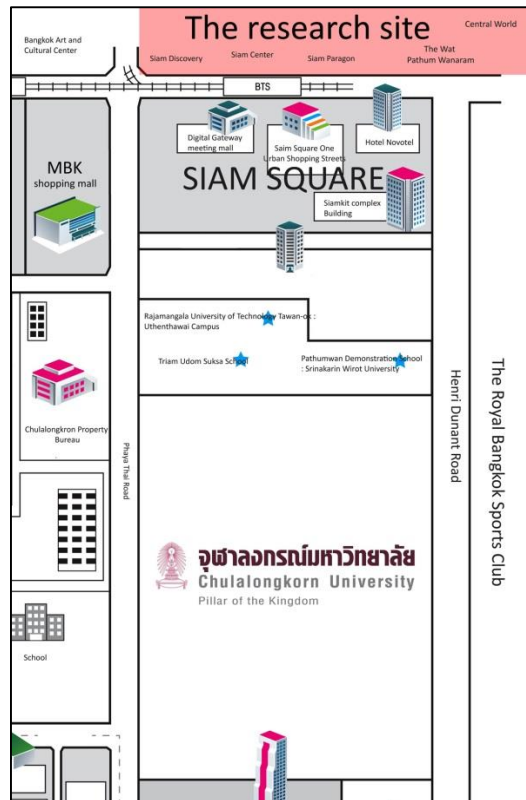 The research site
Central World
Bangkok Art and
Cultural Center
Siam Discovery
Siam Center
Siam Paragon
The Wat
Pathum Wanaram
BTS
MBK
shopping mall
Digital Gateway
meeting mall
Saim Square One
Urban Shopping Streets
Hotel Novotel
SIAM SQUARE
Siamkit complex
Building
Rajamangala University of Technology Tawan-ok :
Uthenthawai Campus
Triam Udom Suksa School
Pathumwan Demonstration School
: Srinakarin Wirot University
Chulalongkron Property
Bureau
Phaya Thai Road
Henri Dunant Road
The Royal Bangkok Sports Club
จุฬาลงกรณ์มหาวิทยาลัย
Chulalongkorn University
Pillar of the Kingdom
School